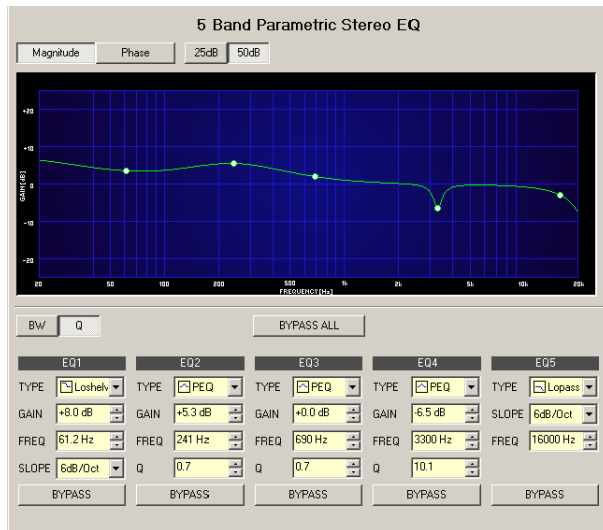 5 Band Parametric Stereo EQ
Magnitude Phase 25dB 50dB
+20
+10
0
-10
-20
GAIN[dB]
20 50 100 200 500 1k 2k 5k 10k 20k
FREQUENCY[Hz]
BW Q BYPASS ALL
EQ1 EQ2 EQ3 EQ4 EQ5
TYPE Loshelv TYPE PEQ TYPE PEQ TYPE PEQ TYPE Lopass
GAIN +8.0 dB GAIN +5.3 dB GAIN +0.0 dB GAIN -6.5 dB SLOPE 6dB/Oct
FREQ 61.2 Hz FREQ 241 Hz FREQ 690 Hz FREQ 3300 Hz FREQ 16000 Hz
SLOPE 6dB/Oct Q 0.7 Q 0.7 Q 10.1
BYPASS BYPASS BYPASS BYPASS BYPASS